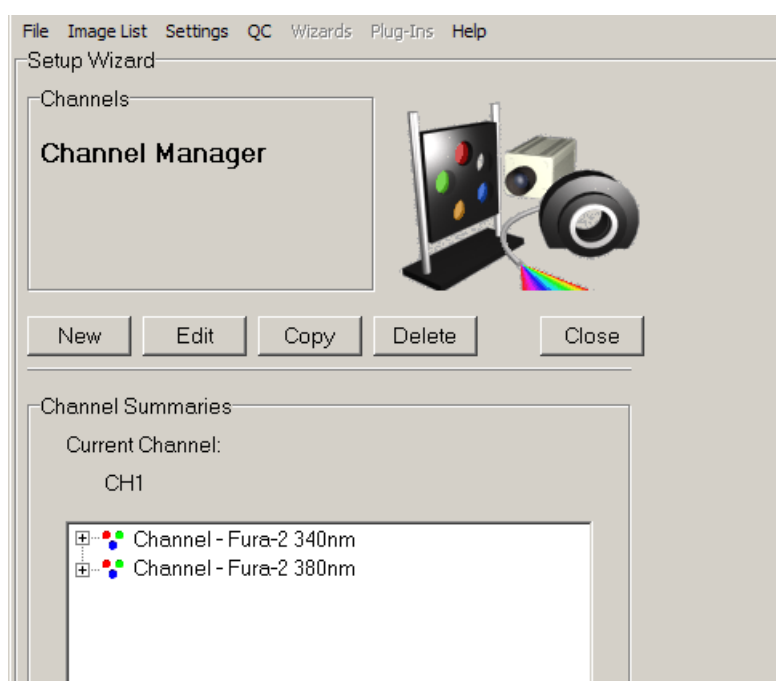 File Image List Settings QC Wizards Plug-Ins Help
Setup Wizard
Channels
Channel Manager
New Edit Copy Delete Close
Channel Summaries
Current Channel:
CH1
Channel - Fura-2 340nm
Channel - Fura-2 380nm